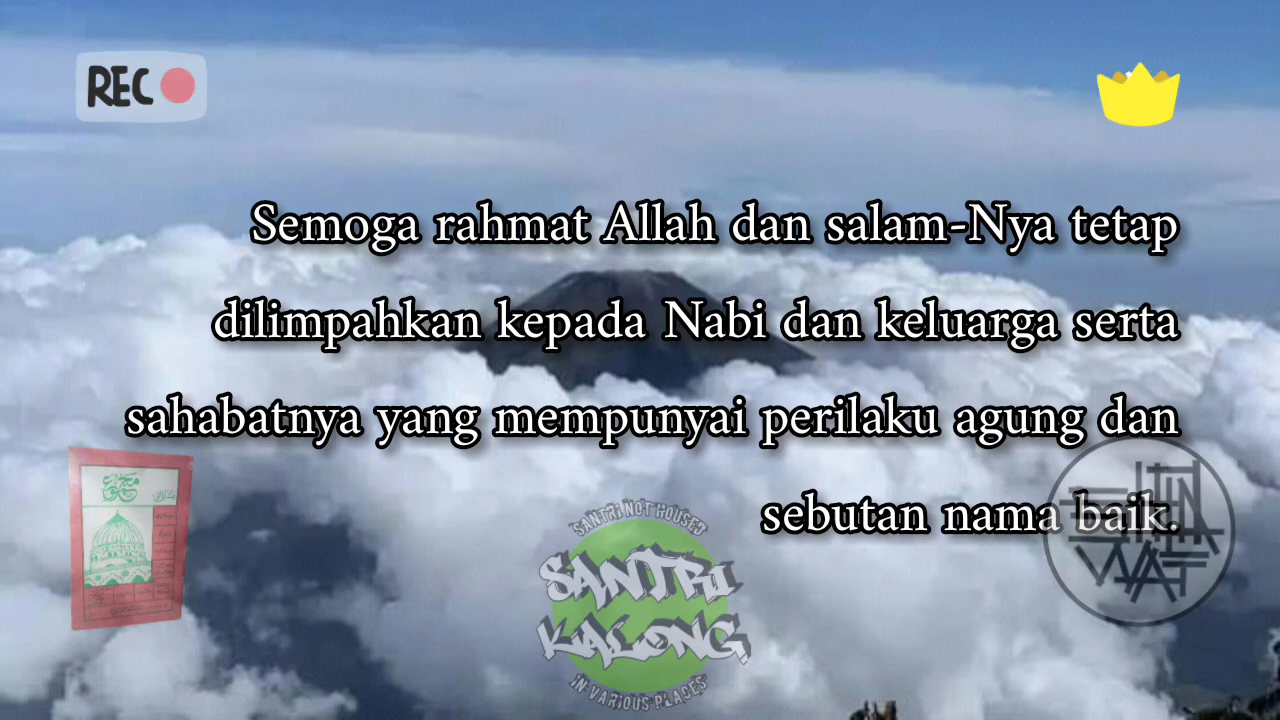 REC
Semoga rahmat Allah dan salam-Nya tetap
dilimpahkan kepada Nabi dan keluarga serta
sahabatnya yang mempunyai perilaku agung dan
sebutan nama baik.
SANTRI NOT HOUSED
SANTRI
KALONG
IN VARIOUS PLACES